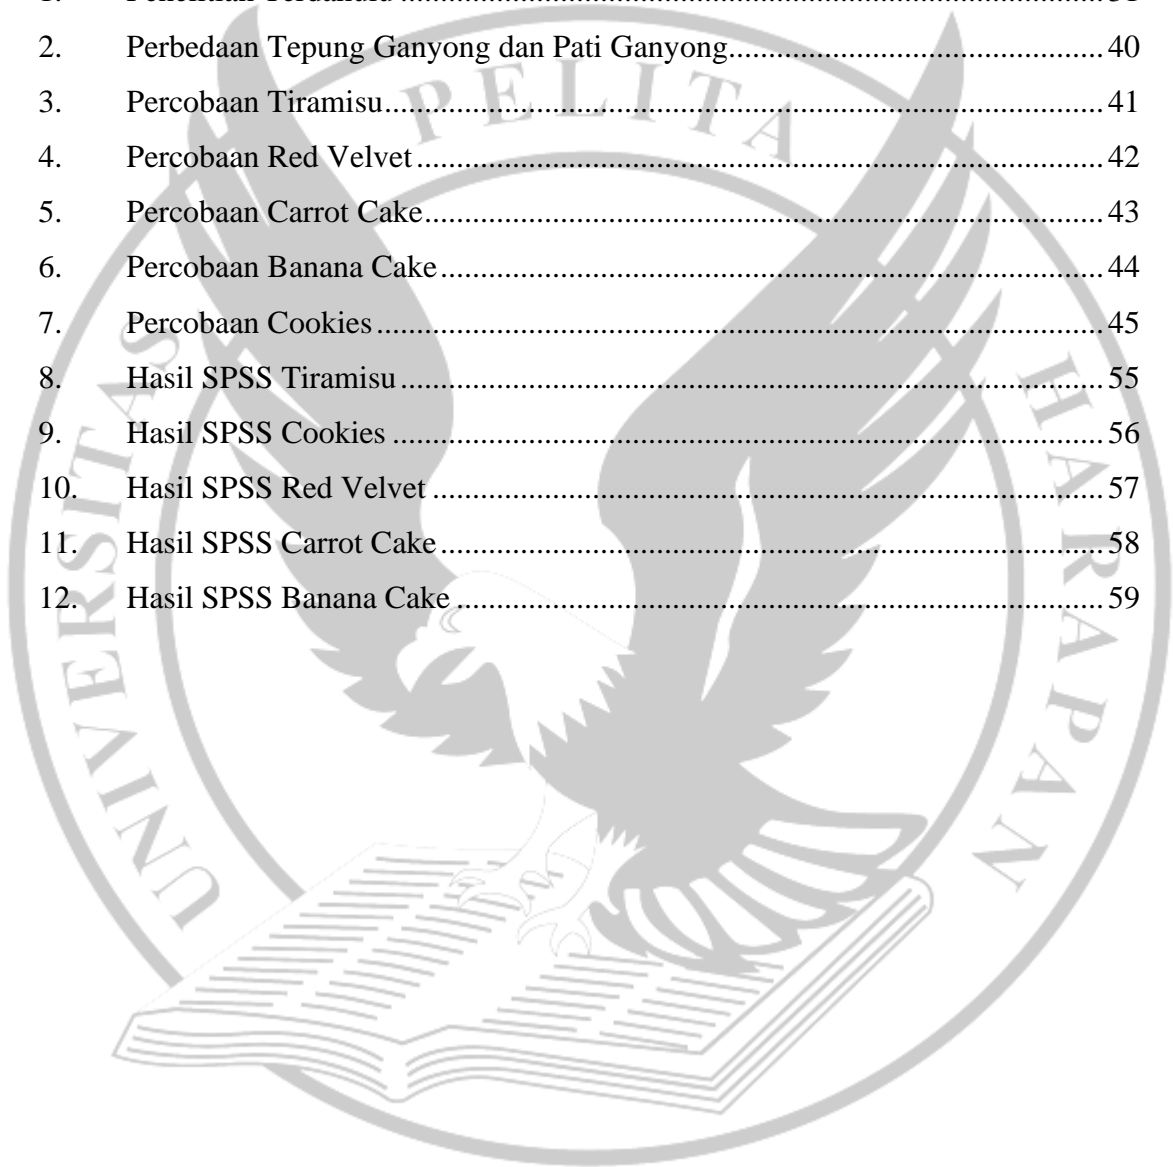 2. Perbedaan Tepung Ganyong dan Pati Ganyong 40
3. Percobaan Tiramisu 41
4. Percobaan Red Velvet 42
5. Percobaan Carrot Cake 43
6. Percobaan Banana Cake 44
7. Percobaan Cookies 45
8. Hasil SPSS Tiramisu 55
9. Hasil SPSS Cookies 56
10. Hasil SPSS Red Velvet 57
11. Hasil SPSS Carrot Cake 58
12. Hasil SPSS Banana Cake 59
UNIVERSITAS PELITA HARAPAN